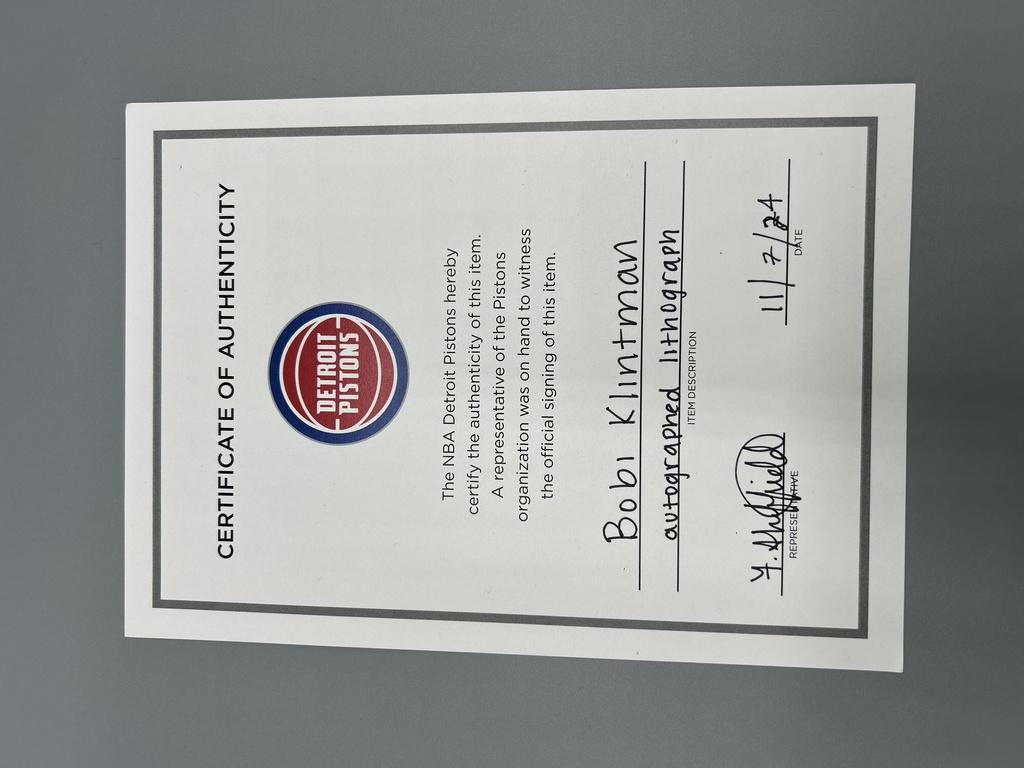 CERTIFICATE OF AUTHENTICITY
DETROIT
PISTONS
The NBA Detroit Pistons hereby
certify the authenticity of this item.
A representative of the Pistons
organization was on hand to witness
the official signing of this item.
Bobi Klintman
autographed lithograph
ITEM DESCRIPTION
Y. Sheffield
REPRESENTATIVE
11/7/24
DATE